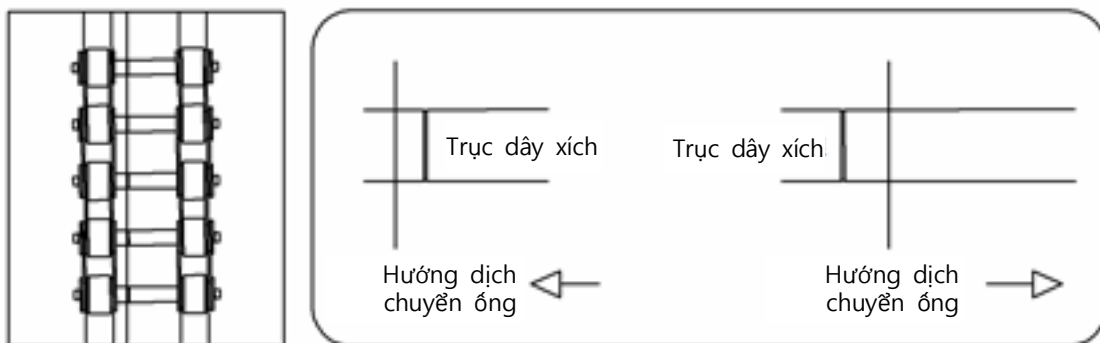 Trục dây xích
Trục dây xích
Hướng dịch
chuyển ống
Hướng dịch
chuyển ống